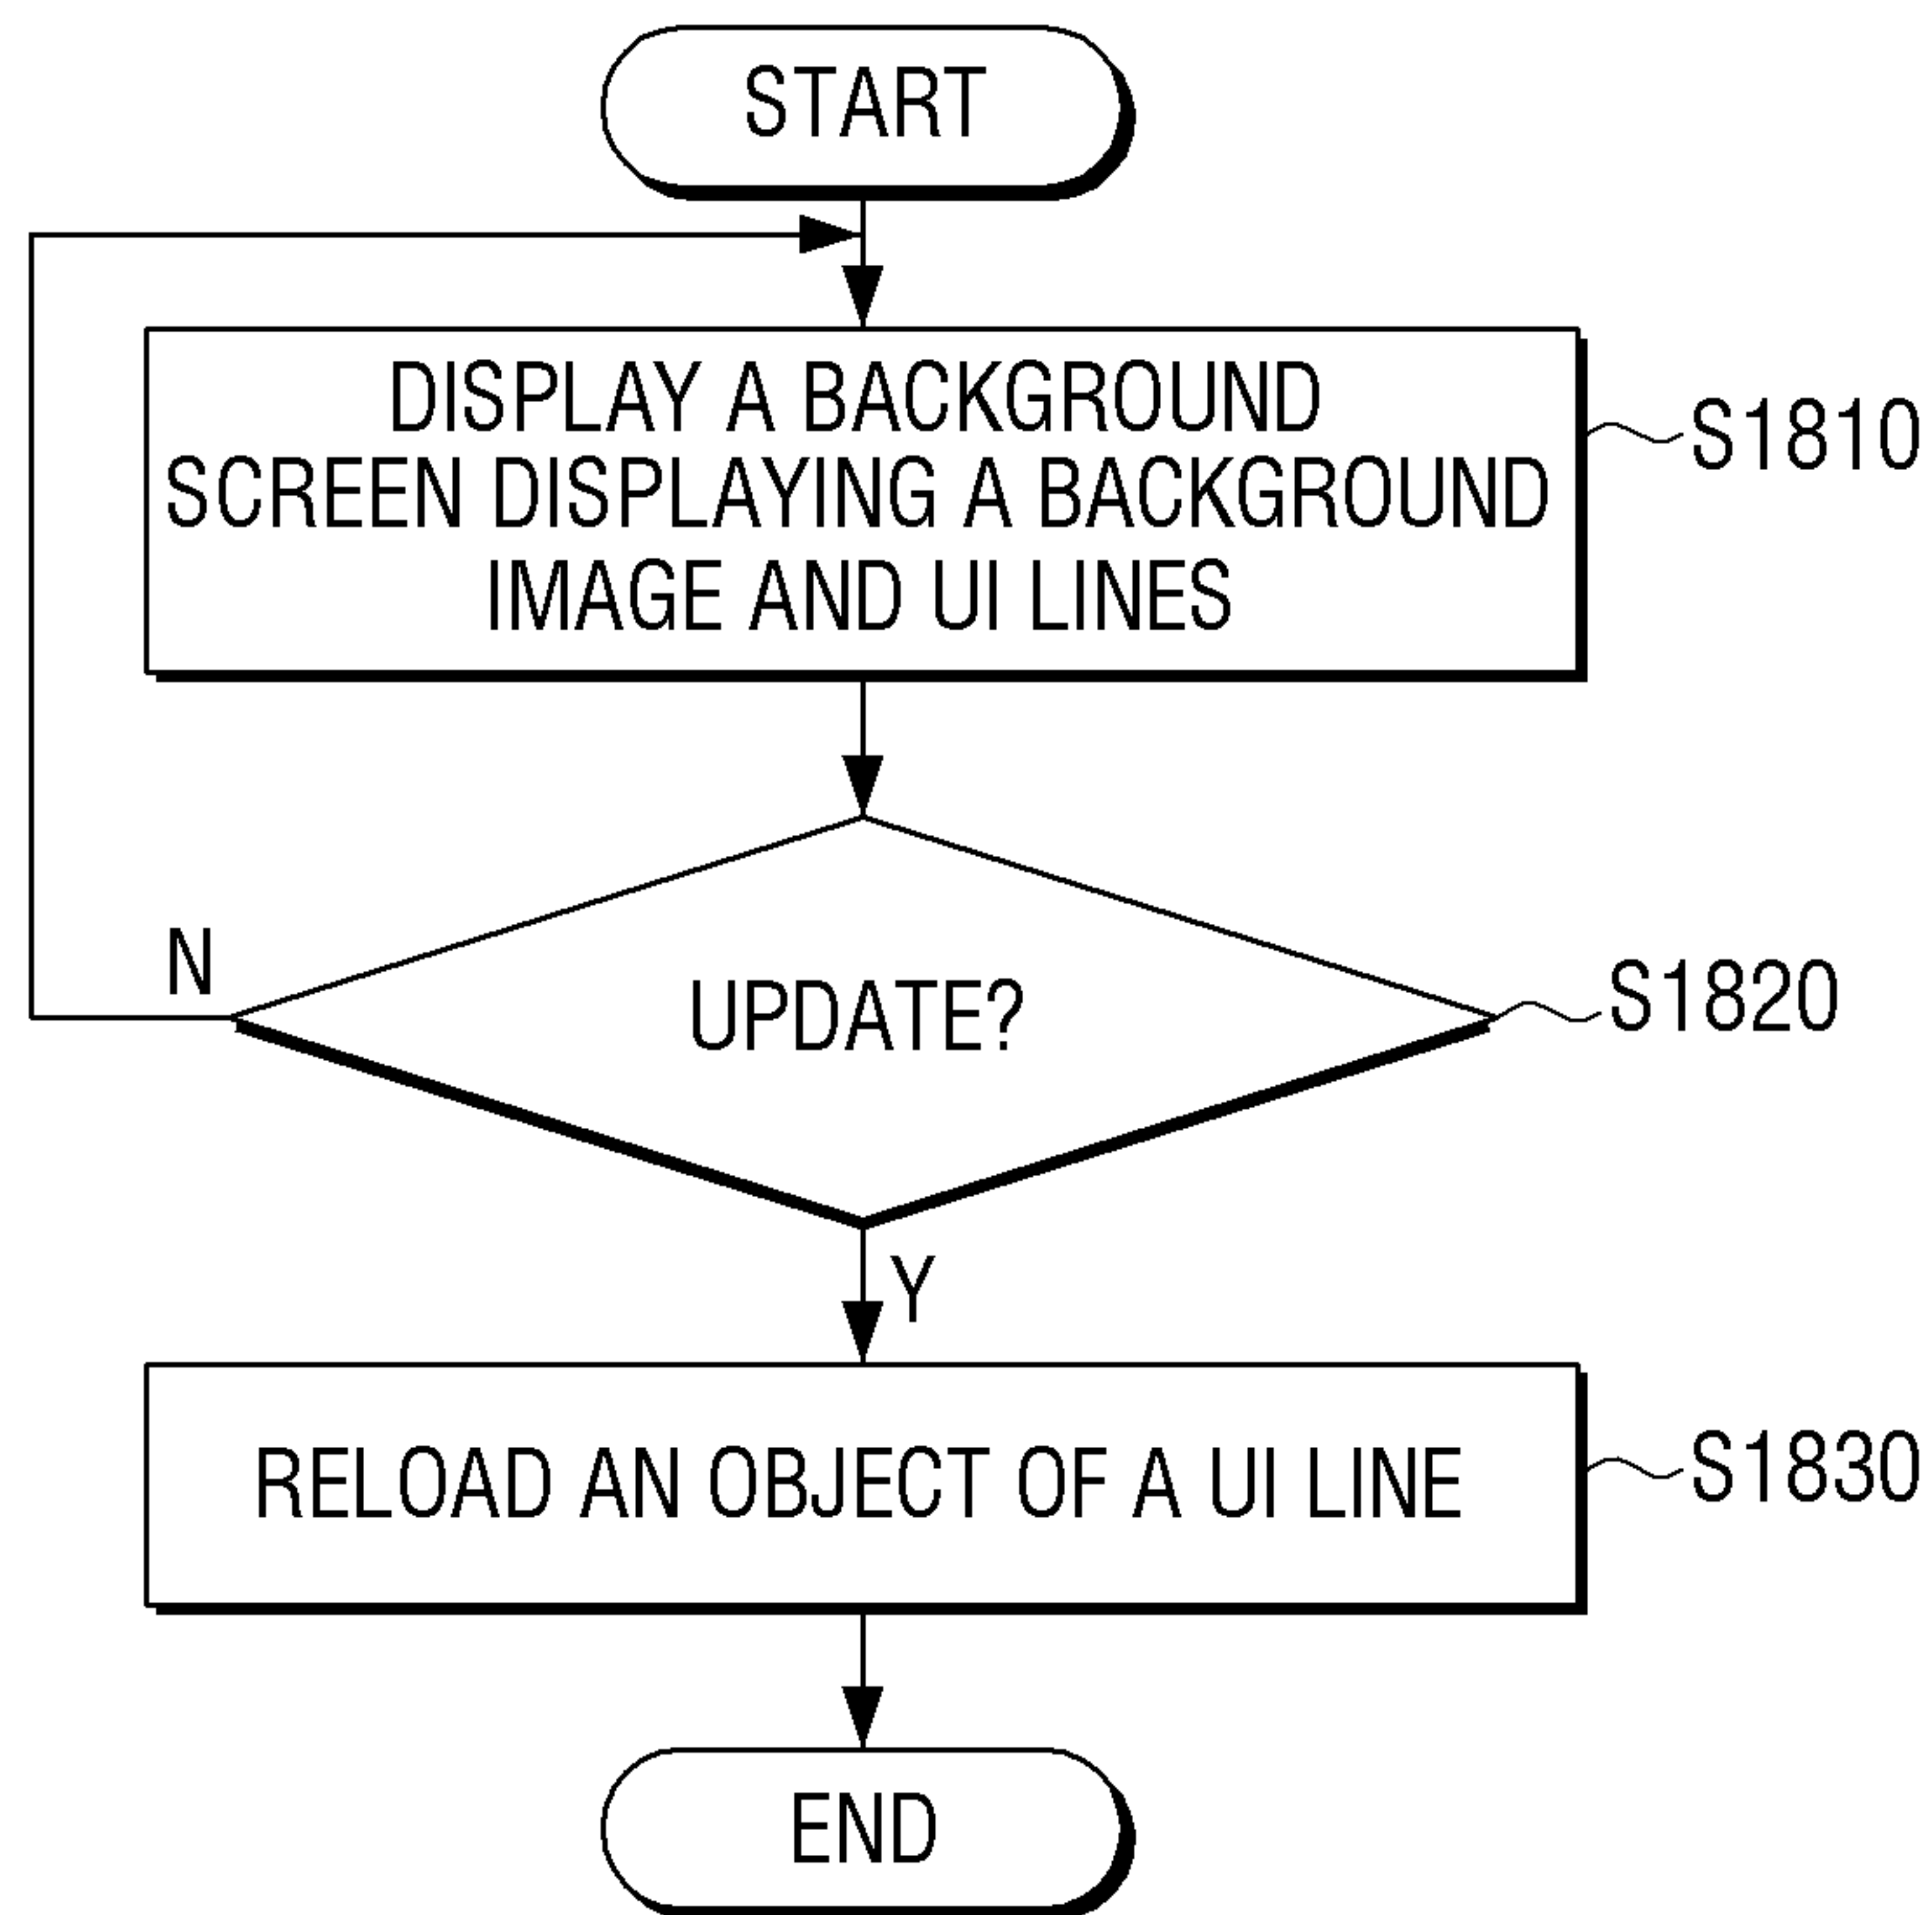 START
DISPLAY A BACKGROUND
SCREEN DISPLAYING A BACKGROUND
IMAGE AND UI LINES
S1810
N
UPDATE?
S1820
Y
RELOAD AN OBJECT OF A UI LINE
S1830
END